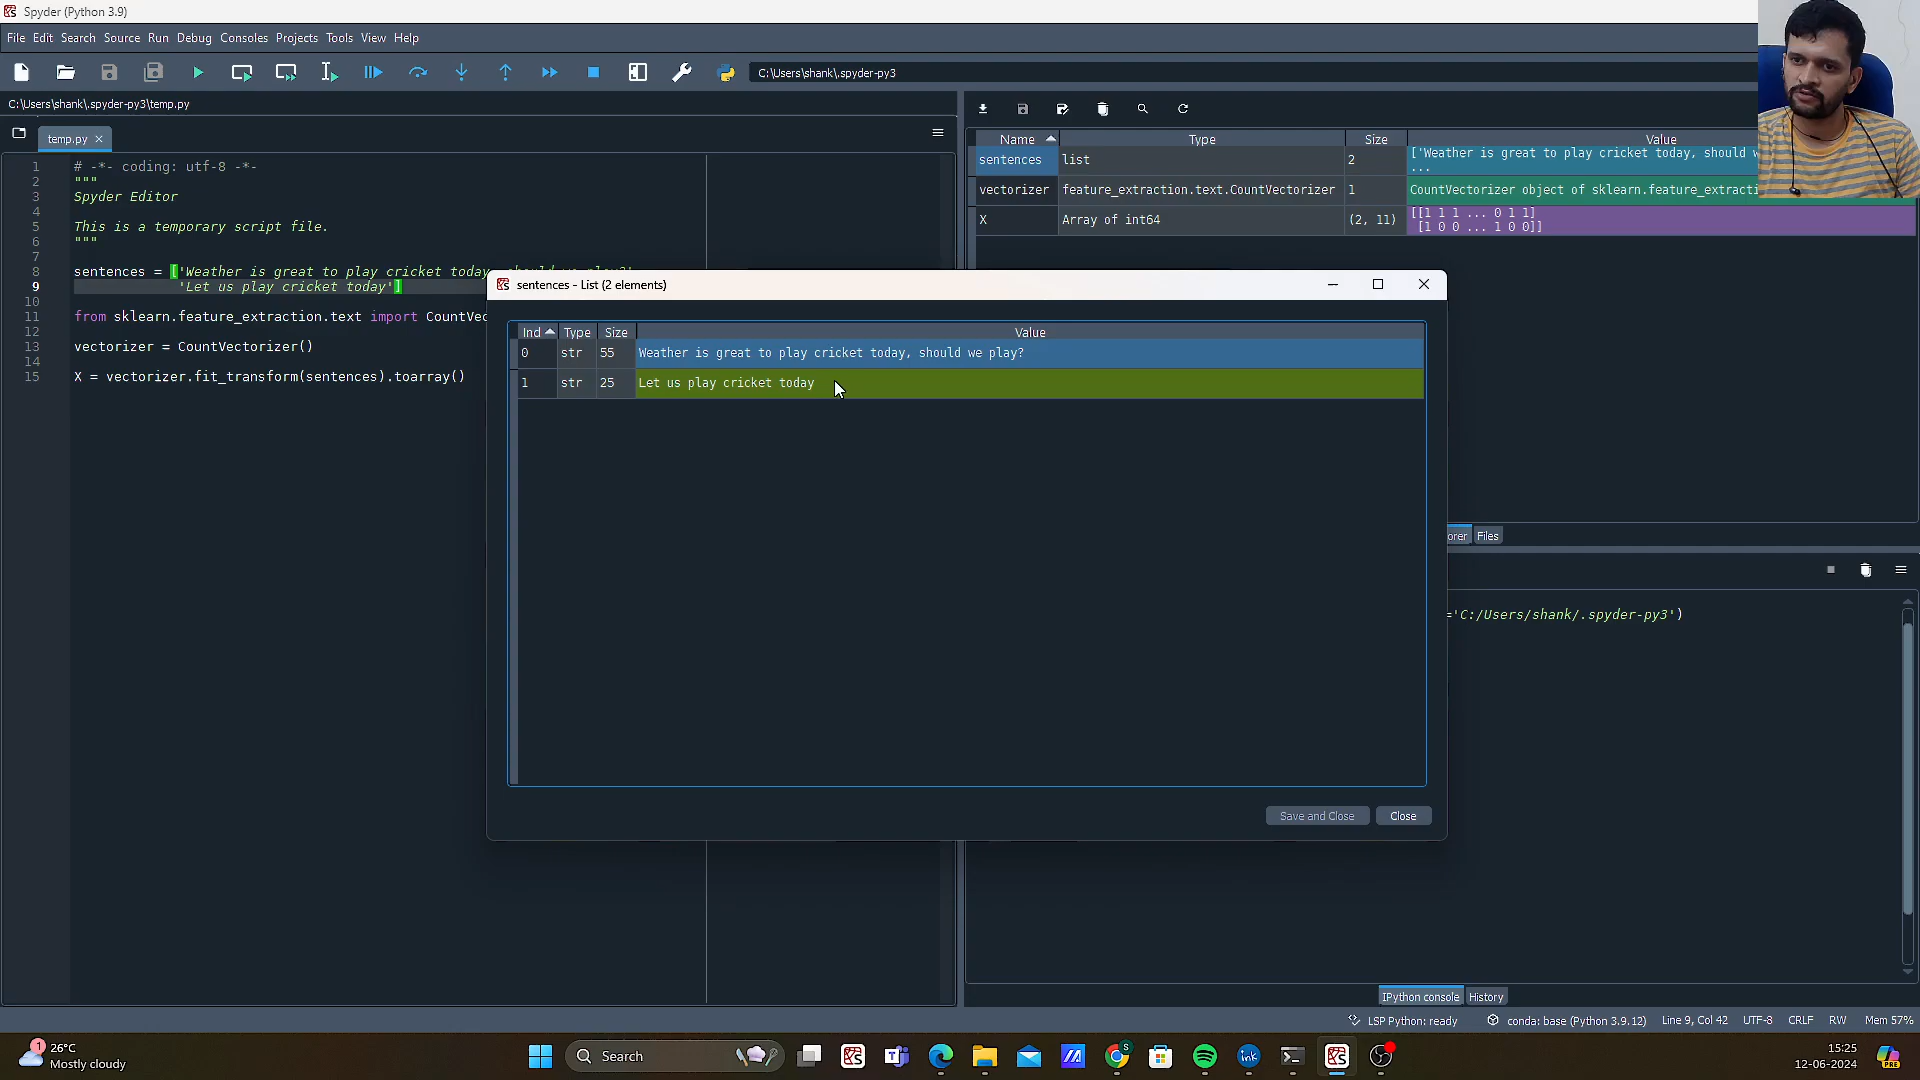 Spyder (Python 3.9)
File Edit Search Source Run Debug Consoles Projects Tools View Help
C:\Users\shank\.spyder-py3
C:\Users\shank\.spyder-py3\temp.py
temp.py
1 # -*- coding: utf-8 -*-
2 """
3 Spyder Editor
4
5 This is a temporary script file.
6 """
7
8 sentences = ['Weather is great to play cricket today, should we play?'
9 'Let us play cricket today']
10
11 from sklearn.feature_extraction.text import CountVec
12
13 vectorizer = CountVectorizer()
14
15 X = vectorizer.fit_transform(sentences).toarray()
Name Type Size Value
sentences list 2 ['Weather is great to play cricket today, should w
...
vectorizer feature_extraction.text.CountVectorizer 1 CountVectorizer object of sklearn.feature_extracti
X Array of int64 (2, 11) [[1 1 1 ... 0 1 1]
[1 0 0 ... 1 0 0]]
sentences - List (2 elements)
Ind Type Size Value
0 str 55 Weather is great to play cricket today, should we play?
1 str 25 Let us play cricket today
Save and Close Close
orer Files
='C:/Users/shank/.spyder-py3')
IPython console History
LSP Python: ready conda: base (Python 3.9.12) Line 9, Col 42 UTF-8 CRLF RW Mem 57%
1
26°C
Mostly cloudy
Search
S
ink
15:25
12-06-2024
PRE